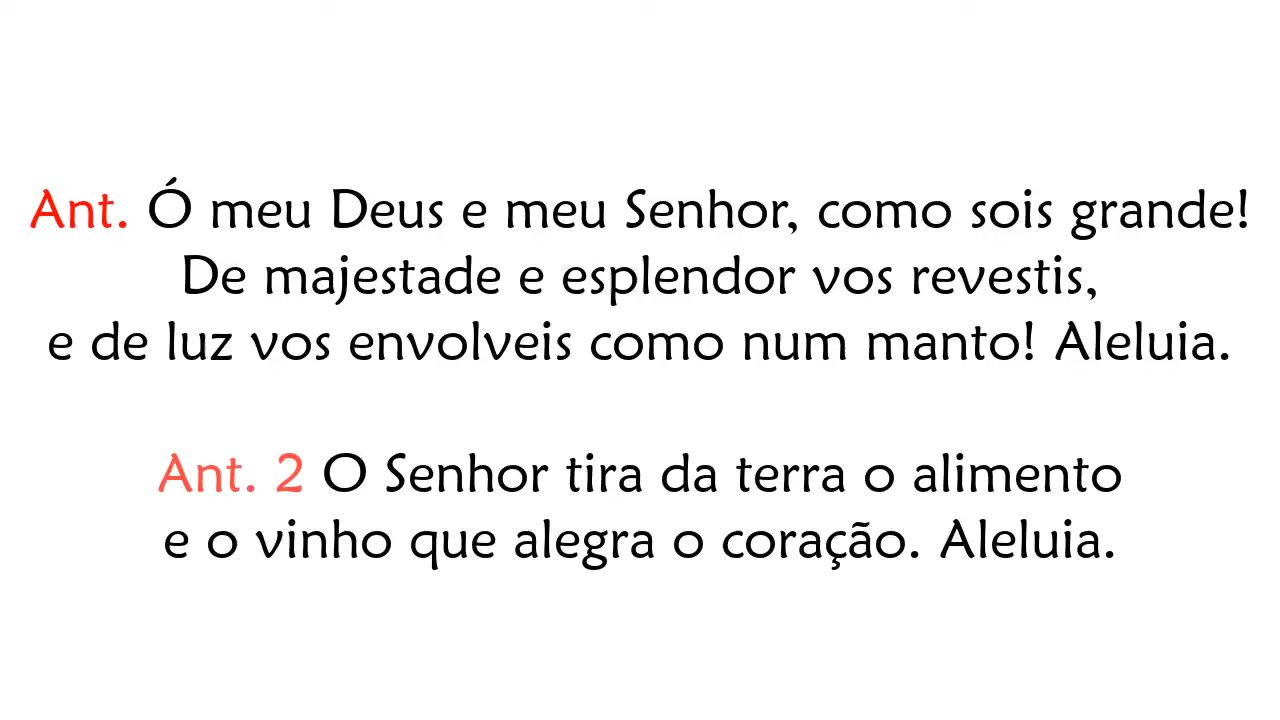 Ant. Ó meu Deus e meu Senhor, como sois grande!
De majestade e esplendor vos revestis,
e de luz vos envolveis como num manto! Aleluia.
Ant. 2 O Senhor tira da terra o alimento
e o vinho que alegra o coração. Aleluia.